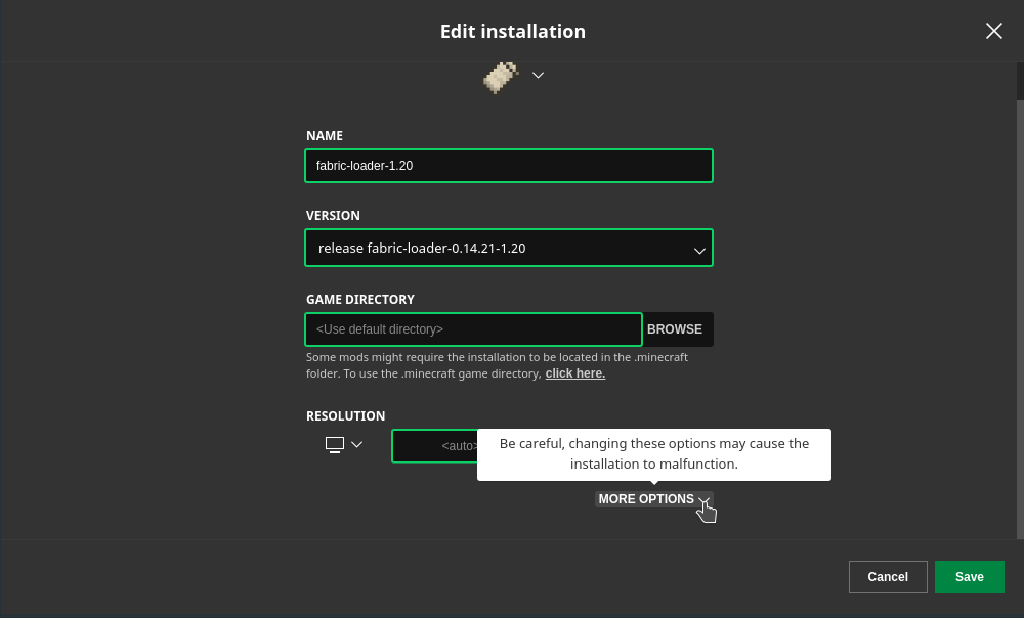 Edit installation
NAME
fabric-loader-1.20
VERSION
release fabric-loader-0.14.21-1.20
GAME DIRECTORY
<Use default directory>
BROWSE
Some mods might require the installation to be located in the .minecraft
folder. To use the .minecraft game directory, click here.
RESOLUTION
<auto>
Be careful, changing these options may cause the
installation to malfunction.
MORE OPTIONS
Cancel
Save